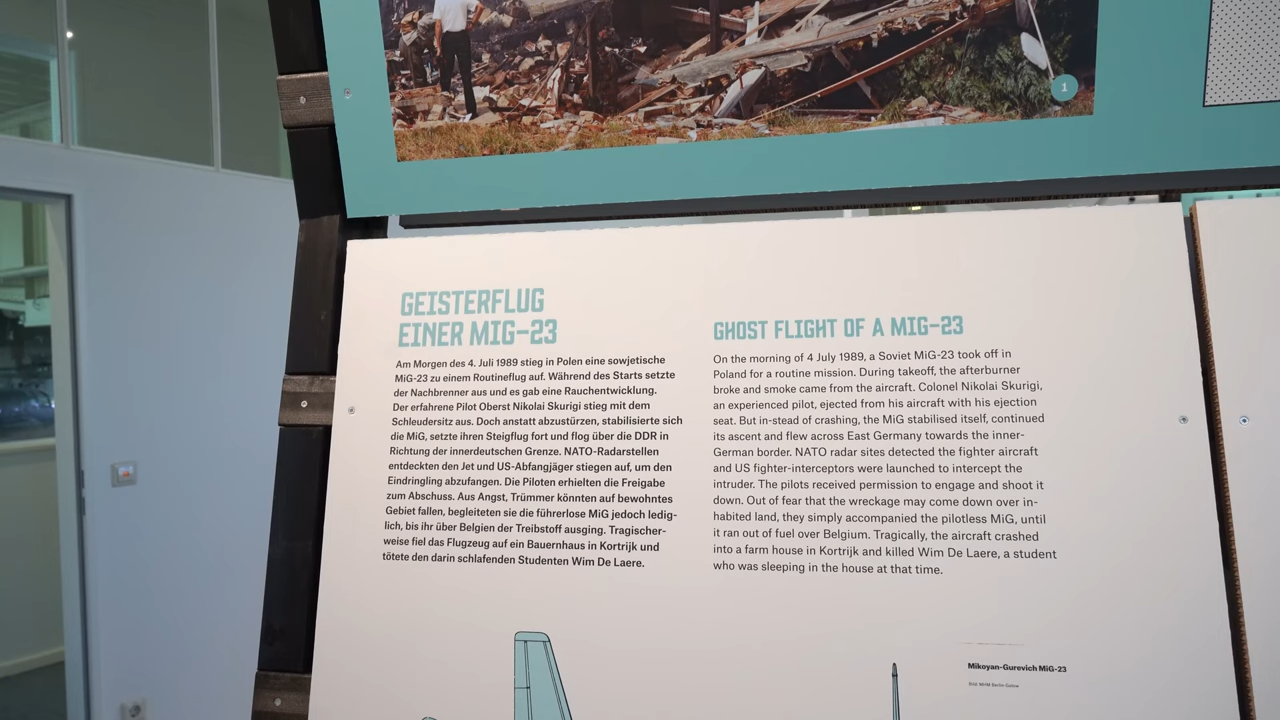 1
GEISTERFLUG
EINER MIG–23
Am Morgen des 4. Juli 1989 stieg in Polen eine sowjetische
MiG-23 zu einem Routineflug auf. Während des Starts setzte
der Nachbrenner aus und es gab eine Rauchentwicklung.
Der erfahrene Pilot Oberst Nikolai Skurigi stieg mit dem
Schleudersitz aus. Doch anstatt abzustürzen, stabilisierte sich
die MiG, setzte ihren Steigflug fort und flog über die DDR in
Richtung der innerdeutschen Grenze. NATO-Radarstellen
entdeckten den Jet und US-Abfangjäger stiegen auf, um den
Eindringling abzufangen. Die Piloten erhielten die Freigabe
zum Abschuss. Aus Angst, Trümmer könnten auf bewohntes
Gebiet fallen, begleiteten sie die führerlose MiG jedoch ledig-
lich, bis ihr über Belgien der Treibstoff ausging. Tragischer-
weise fiel das Flugzeug auf ein Bauernhaus in Kortrijk und
tötete den darin schlafenden Studenten Wim De Laere.
GHOST FLIGHT OF A MIG–23
On the morning of 4 July 1989, a Soviet MiG-23 took off in
Poland for a routine mission. During takeoff, the afterburner
broke and smoke came from the aircraft. Colonel Nikolai Skurigi,
an experienced pilot, ejected from his aircraft with his ejection
seat. But in-stead of crashing, the MiG stabilised itself, continued
its ascent and flew across East Germany towards the inner-
German border. NATO radar sites detected the fighter aircraft
and US fighter-interceptors were launched to intercept the
intruder. The pilots received permission to engage and shoot it
down. Out of fear that the wreckage may come down over in-
habited land, they simply accompanied the pilotless MiG, until
it ran out of fuel over Belgium. Tragically, the aircraft crashed
into a farm house in Kortrijk and killed Wim De Laere, a student
who was sleeping in the house at that time.
Mikoyan-Gurevich MiG-23
Bild: MHM Berlin-Gatow